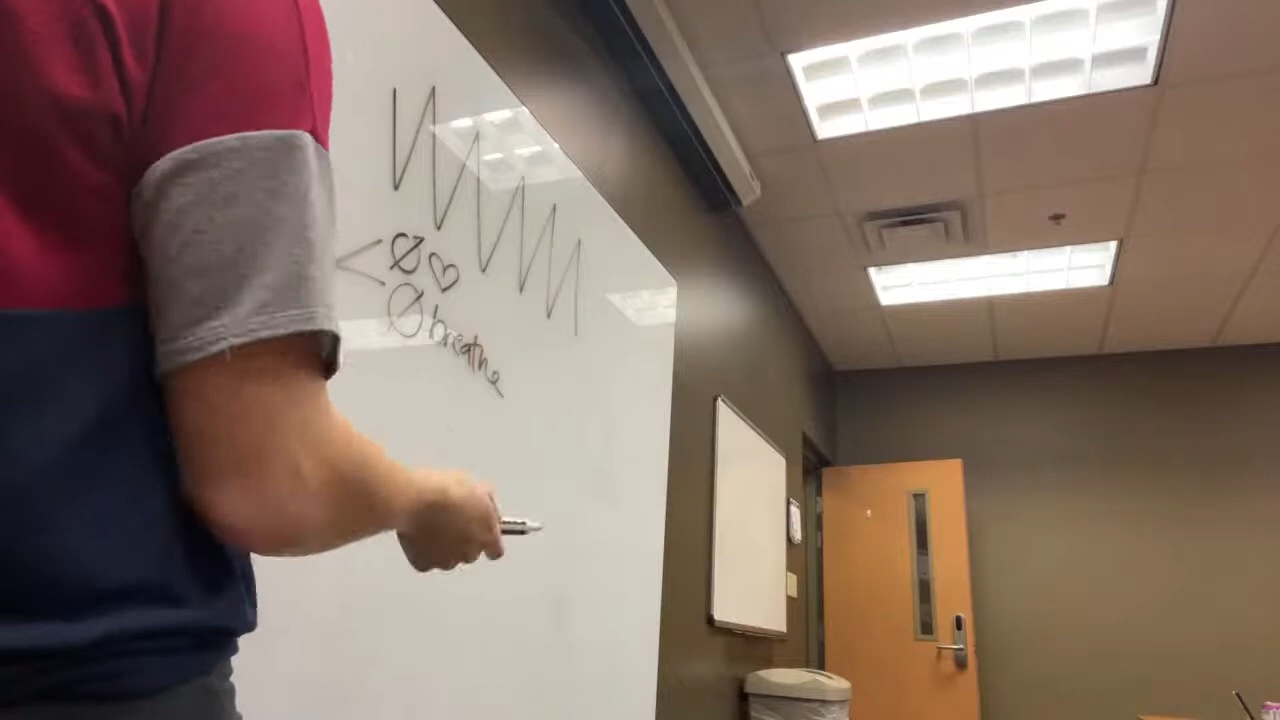 < ∅ ♡
∅ breathe